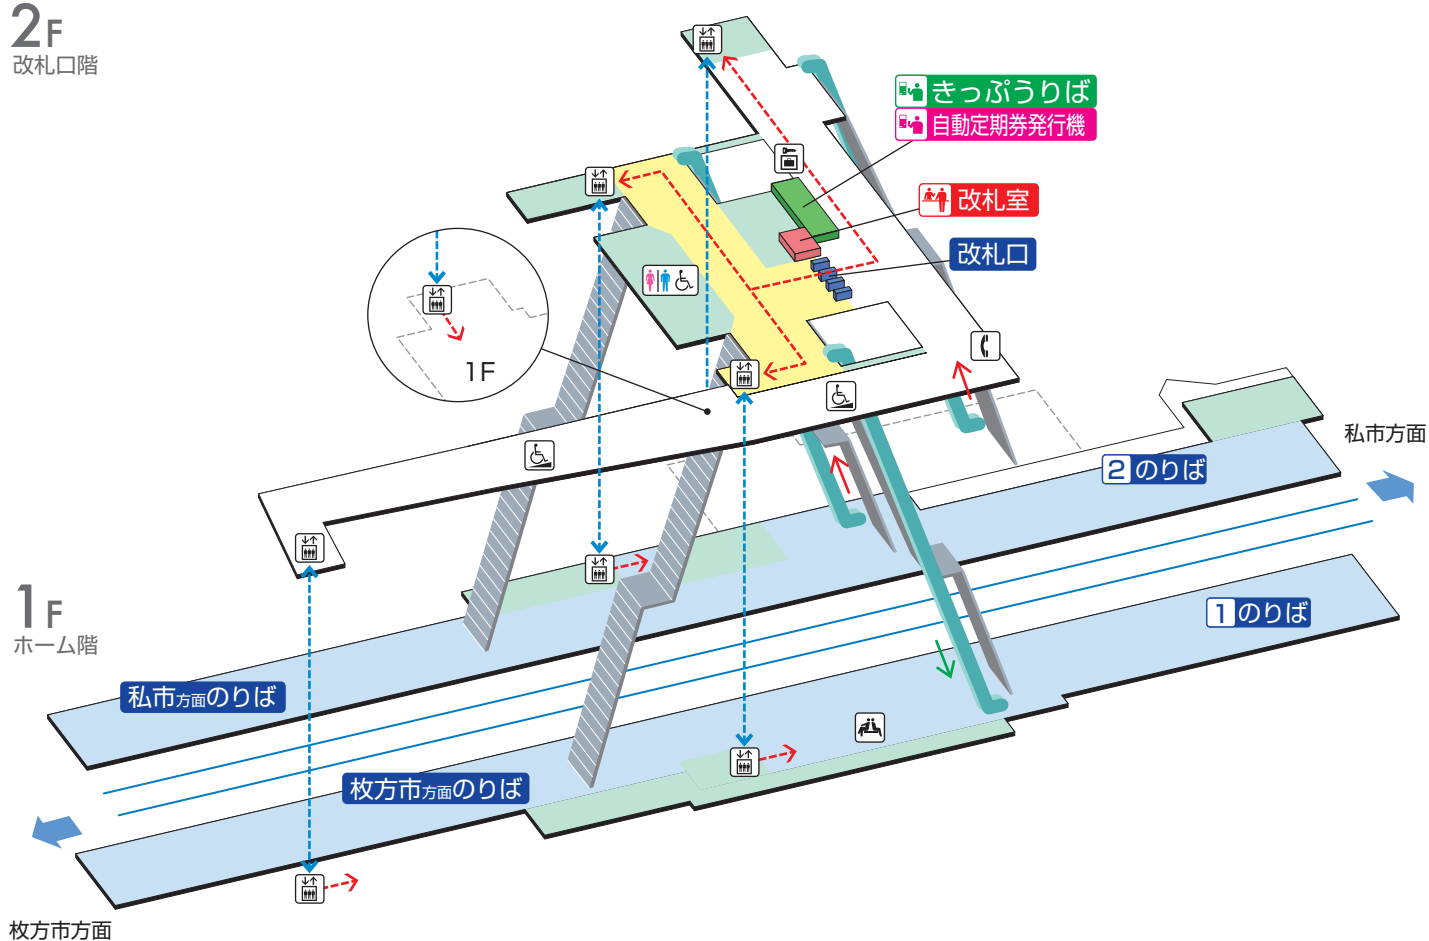 2F
改札口階
きっぷうりば
自動定期券発行機
改札室
改札口
1F
私市方面
2のりば
1F
ホーム階
1のりば
私市方面のりば
枚方市方面のりば
枚方市方面